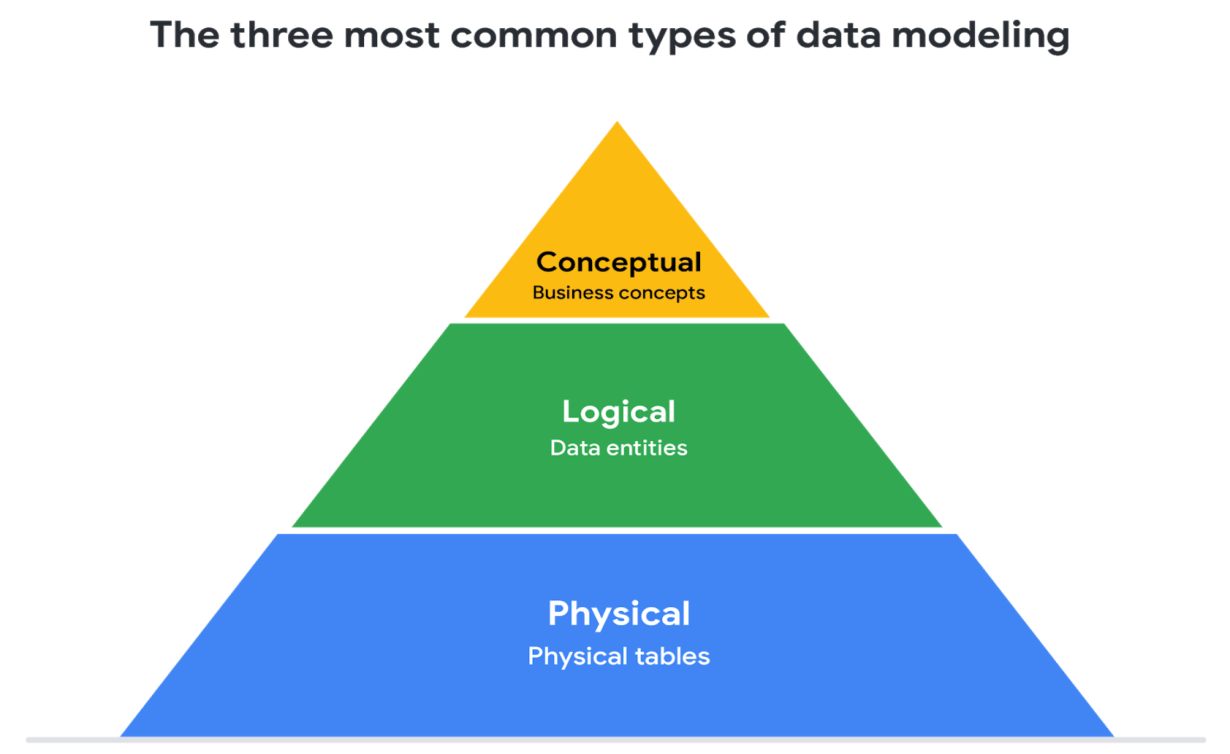 The three most common types of data modeling
Conceptual
Business concepts
Logical
Data entities
Physical
Physical tables